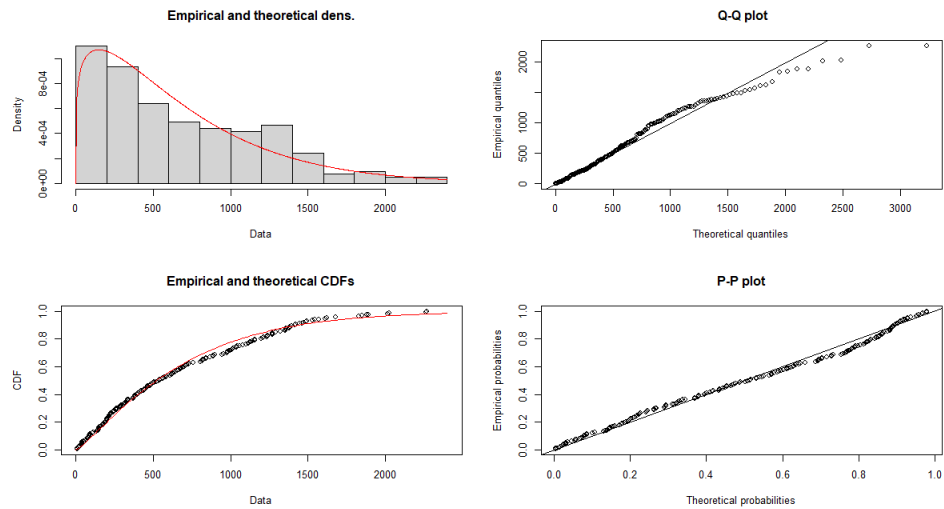 Empirical and theoretical dens.
Density
0e+00 4e-04 8e-04
0 500 1000 1500 2000
Data
Q-Q plot
Empirical quantiles
0 500 1000 2000
0 500 1000 1500 2000 2500 3000
Theoretical quantiles
Empirical and theoretical CDFs
CDF
0.0 0.2 0.4 0.6 0.8 1.0
0 500 1000 1500 2000
Data
P-P plot
Empirical probabilities
0.0 0.2 0.4 0.6 0.8 1.0
0.0 0.2 0.4 0.6 0.8 1.0
Theoretical probabilities